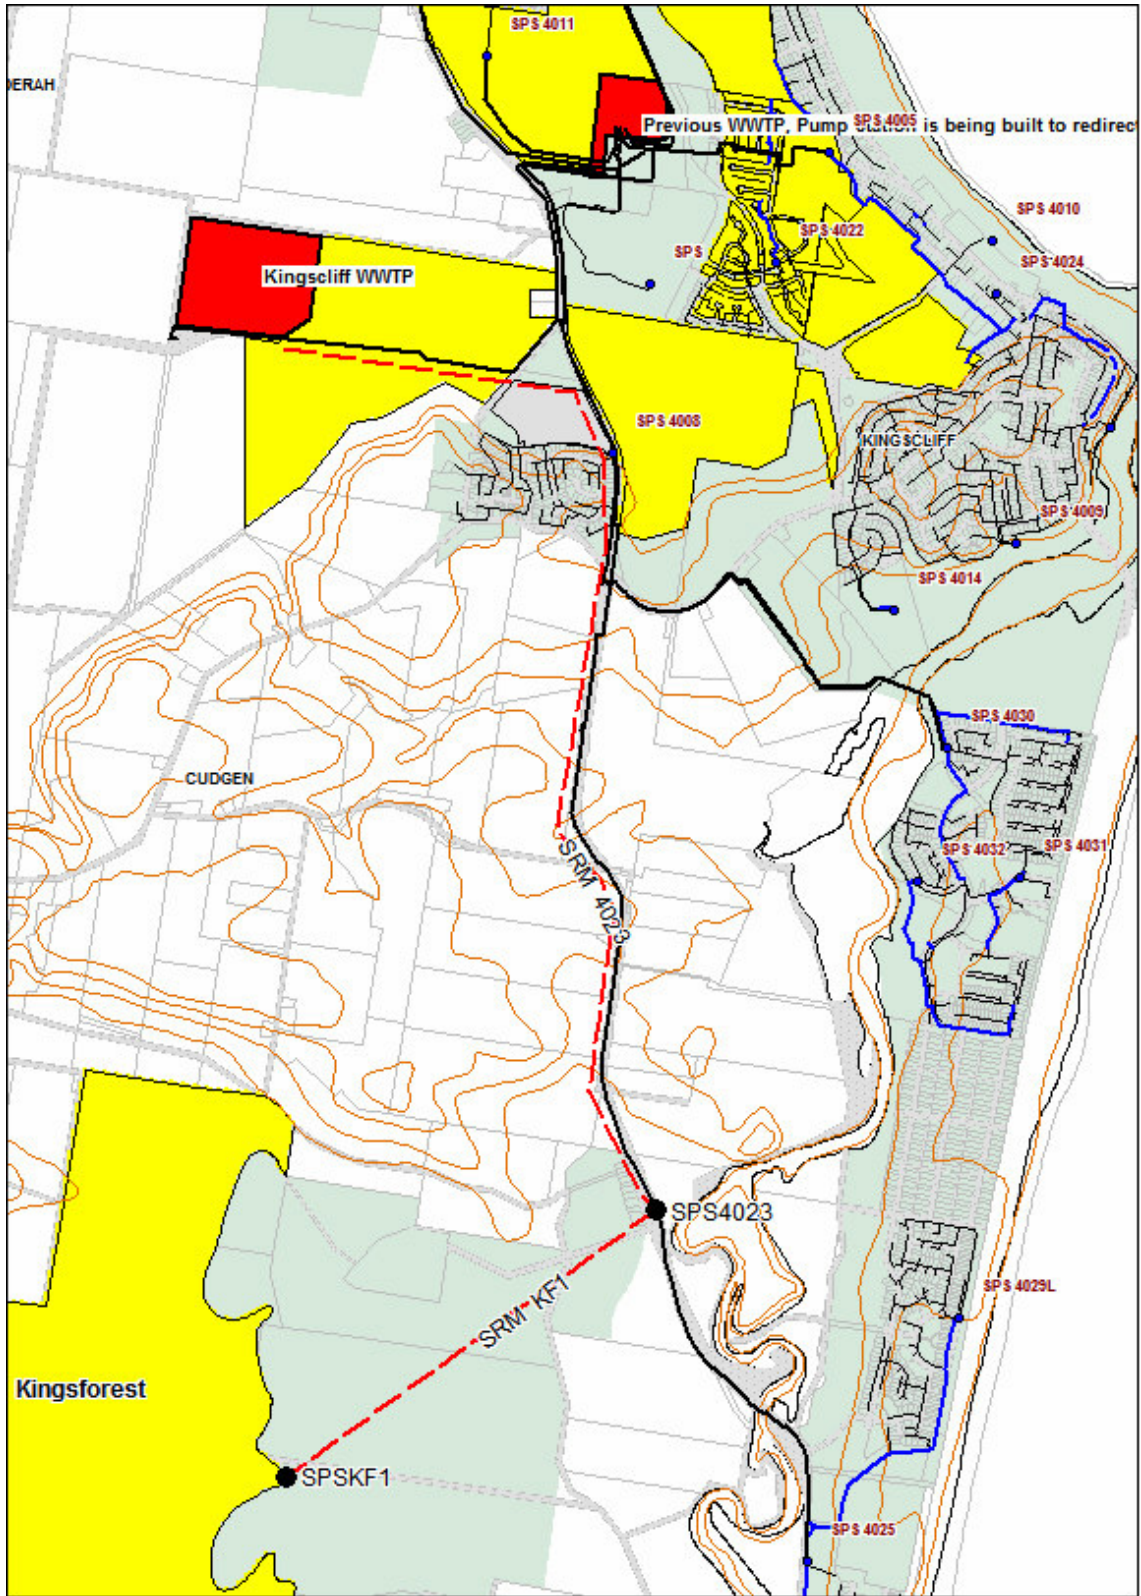 SPS 4011
DERAH
SPS 4005
Previous WWTP, Pump station is being built to redirec
SPS 4010
SPS 4022
SPS
SPS 4024
Kingscliff WWTP
SPS 4008
KINGSCLIFF
SPS 4009
SPS 4014
SPS 4030
CUDGEN
SPS 4032
SPS 4031
SRM 4023
SPS4023
SPS 4029L
SRM KF1
Kingsforest
SPSKF1
SPS 4025